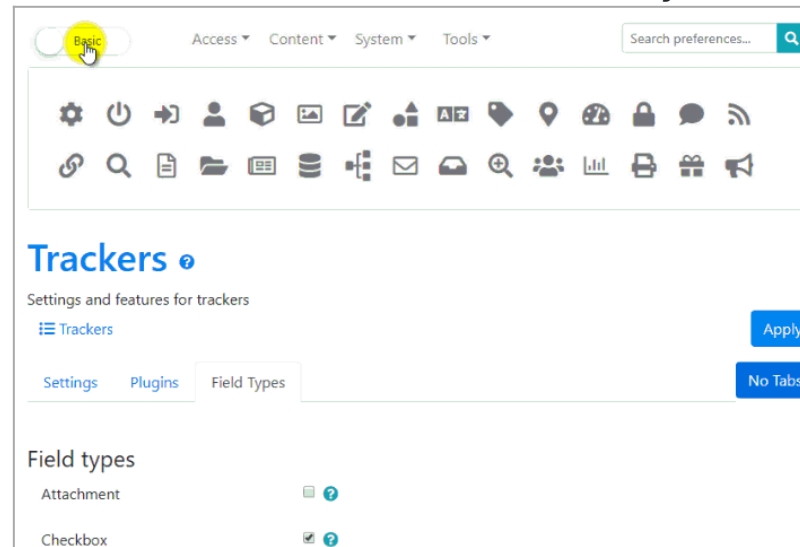 Basic Access Content System Tools Search preferences...
Trackers
Settings and features for trackers
Trackers
Apply
Settings Plugins Field Types No Tabs
Field types
Attachment
Checkbox